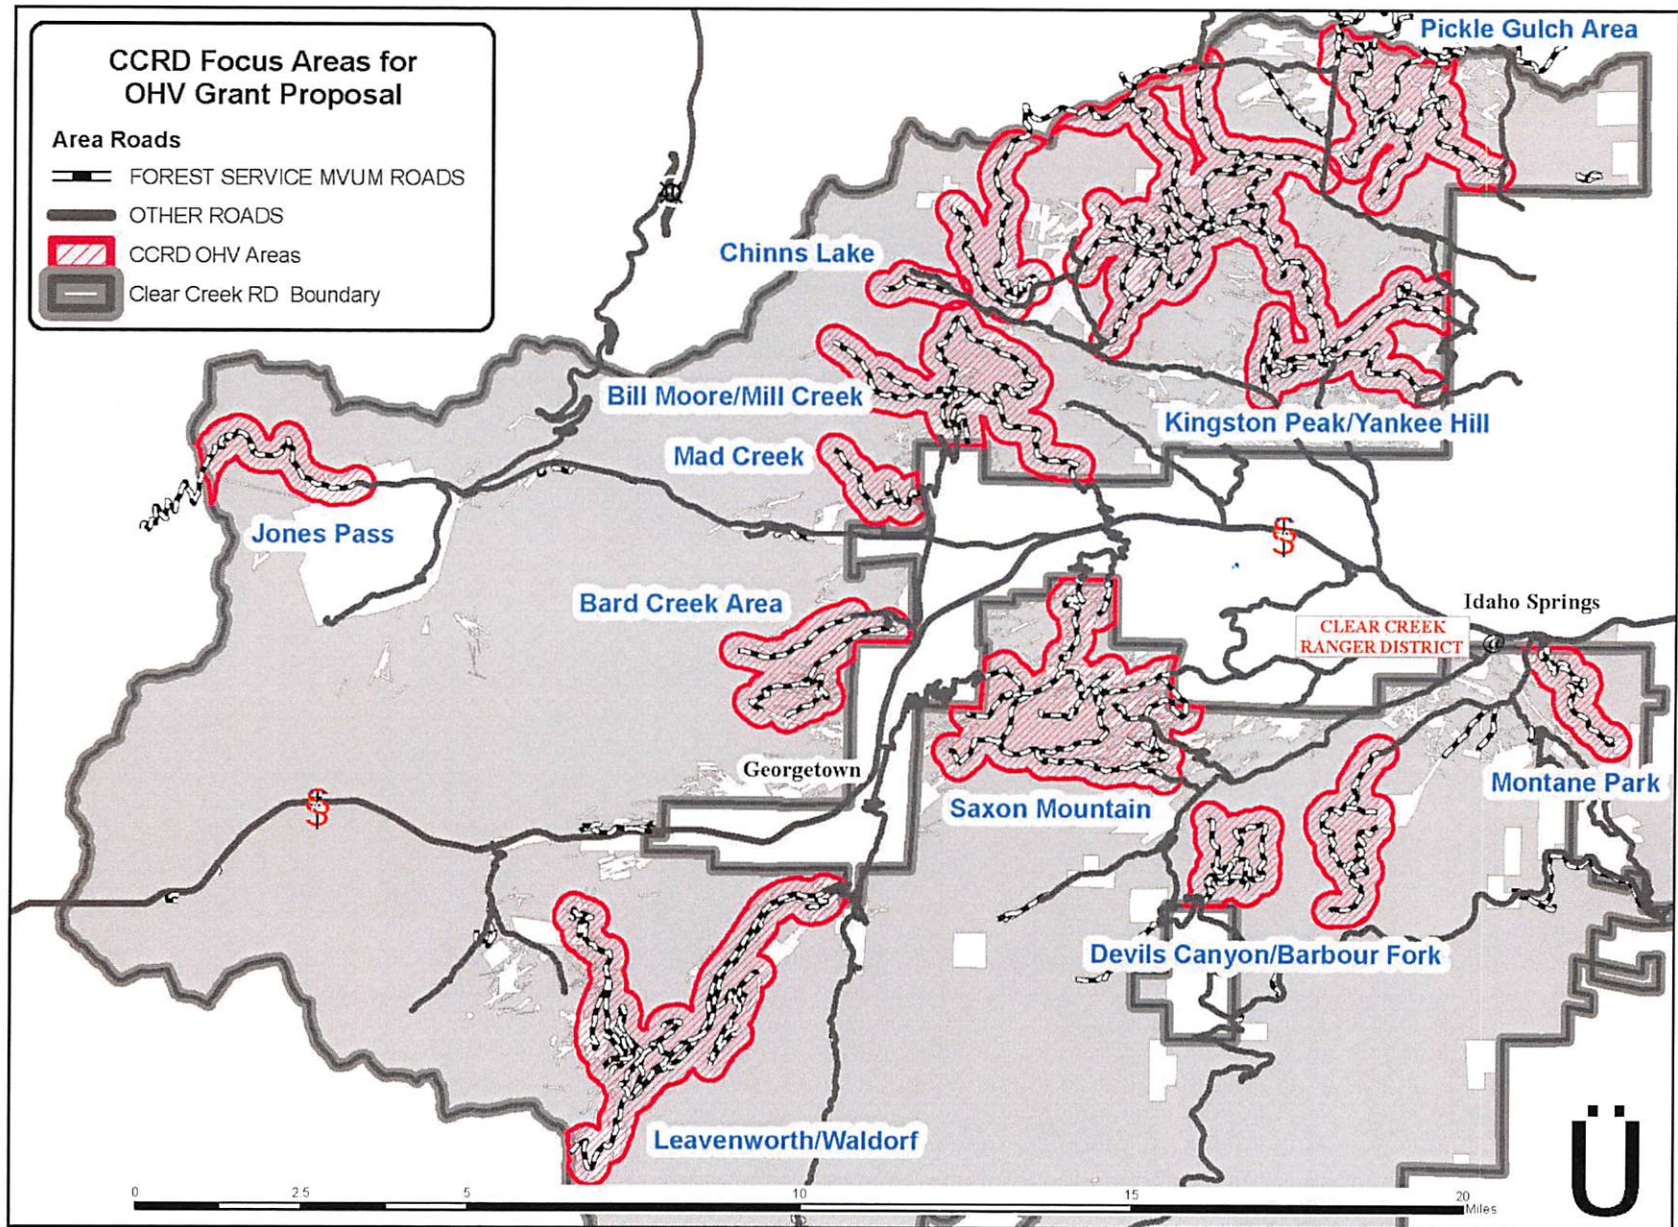 CCRD Focus Areas for
OHV Grant Proposal
Area Roads
FOREST SERVICE MVUM ROADS
OTHER ROADS
CCRD OHV Areas
Clear Creek RD Boundary
Pickle Gulch Area
Chinns Lake
Bill Moore/Mill Creek
Kingston Peak/Yankee Hill
Mad Creek
Jones Pass
§
Bard Creek Area
Idaho Springs
CLEAR CREEK
RANGER DISTRICT
@
Georgetown
§
Saxon Mountain
Montane Park
Devils Canyon/Barbour Fork
Leavenworth/Waldorf
Ü
0 2.5 5 10 15 20
Miles